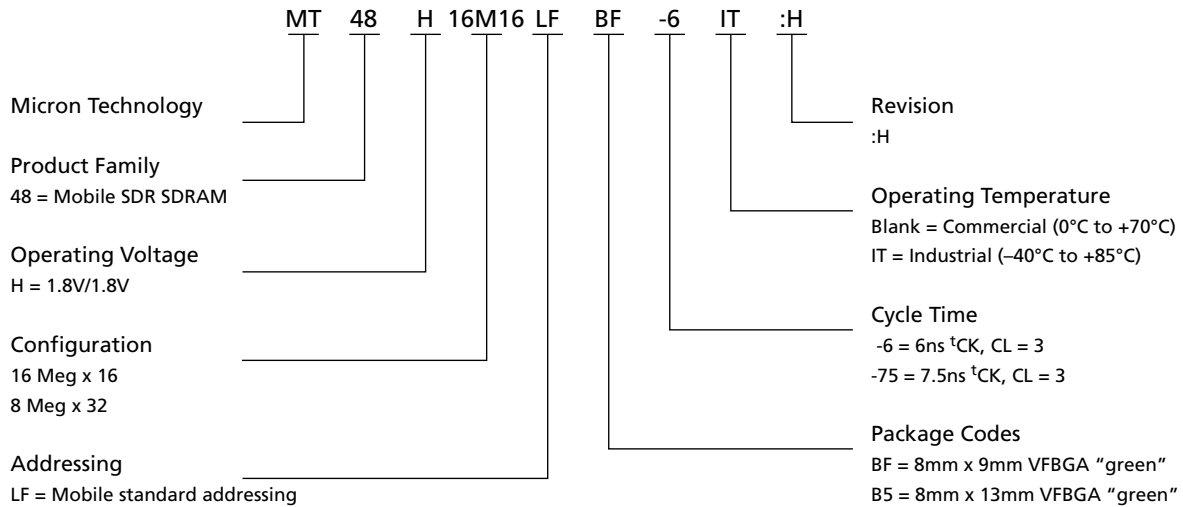 MT 48 H 16M16 LF BF -6 IT :H
Micron Technology
Product Family
48 = Mobile SDR SDRAM
Operating Voltage
H = 1.8V/1.8V
Configuration
16 Meg x 16
8 Meg x 32
Addressing
LF = Mobile standard addressing
Revision
:H
Operating Temperature
Blank = Commercial (0°C to +70°C)
IT = Industrial (–40°C to +85°C)
Cycle Time
-6 = 6ns tCK, CL = 3
-75 = 7.5ns tCK, CL = 3
Package Codes
BF = 8mm x 9mm VFBGA “green”
B5 = 8mm x 13mm VFBGA “green”